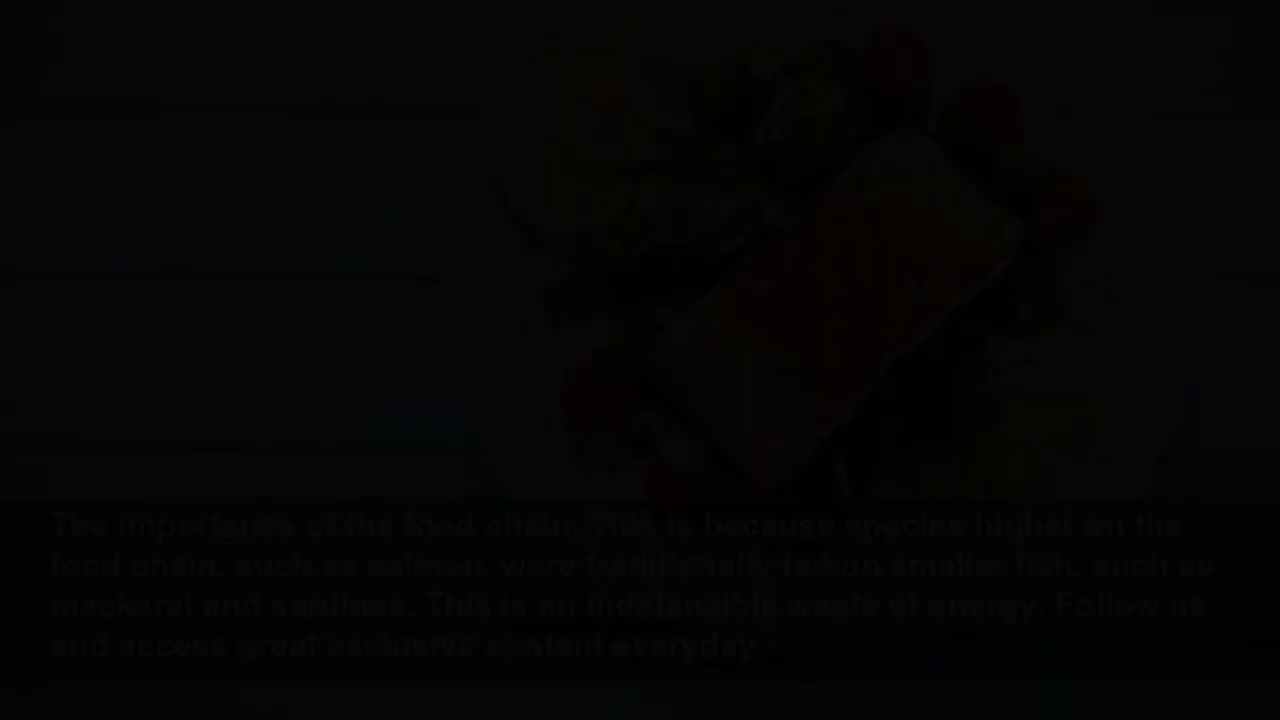 The importance of the food chain. This is because species higher on the
food chain, such as salmon, were traditionally fed on smaller fish, such as
mackerel and sardines. This is an indefensible waste of energy. Follow us
and access great exclusive content everyday